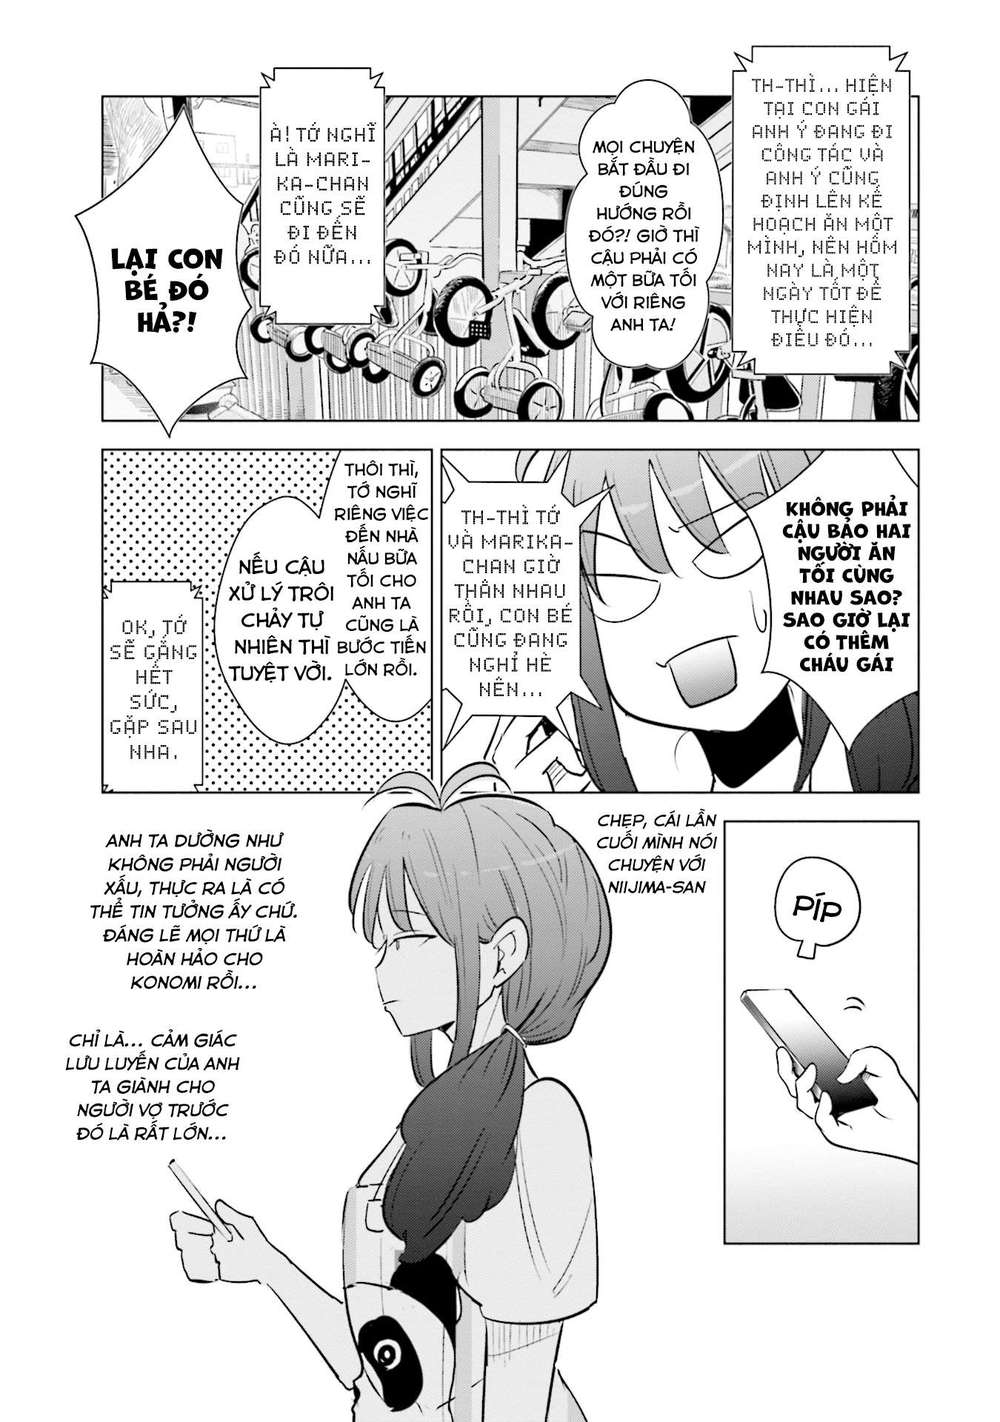 TH-THÌ... HIỆN
TẠI CON GÁI
ANH Ý ĐANG ĐI
CÔNG TÁC VÀ
ANH Ý CŨNG
ĐỊNH LÊN KẾ
HOẠCH ĂN MỘT
MÌNH, NÊN HÔM
NAY LÀ MỘT
NGÀY TỐT ĐỂ
THỰC HIỆN
ĐIỀU ĐÓ...
MỌI CHUYỆN
BẮT ĐẦU ĐI
ĐÚNG
HƯỚNG RỒI
ĐÓ?! GIỜ THÌ
CẬU PHẢI CÓ
MỘT BỮA TỐI
VỚI RIÊNG
ANH TA!
À! TỚ NGHĨ
LÀ MARI-
KA-CHAN
CŨNG SẼ
ĐI ĐẾN
ĐÓ NỮA...
LẠI CON
BÉ ĐÓ
HẢ?!
KHÔNG PHẢI
CẬU BẢO HAI
NGƯỜI ĂN
TỐI CÙNG
NHAU SAO?
SAO GIỜ LẠI
CÓ THÊM
CHÁU GÁI
TH-THÌ TỚ
VÀ MARIKA-
CHAN GIỜ
THÂN NHAU
RỒI, CON BÉ
CŨNG ĐANG
NGHỈ HÈ
NÊN...
THÔI THÌ,
TỚ NGHĨ
RIÊNG VIỆC
ĐẾN NHÀ
NẤU BỮA
TỐI CHO
ANH TA
CŨNG LÀ
BƯỚC TIẾN
LỚN RỒI.
NẾU CẬU
XỬ LÝ TRÔI
CHẢY TỰ
NHIÊN THÌ
TUYỆT VỜI.
OK, TỚ
SẼ GẮNG
HẾT
SỨC,
GẶP SAU
NHA.
PÍP
CHẸP, CÁI LẦN
CUỐI MÌNH NÓI
CHUYỆN VỚI
NIIJIMA-SAN
ANH TA DƯỜNG NHƯ
KHÔNG PHẢI NGƯỜI
XẤU, THỰC RA LÀ CÓ
THỂ TIN TƯỞNG ẤY CHỨ.
ĐÁNG LẼ MỌI THỨ LÀ
HOÀN HẢO CHO
KONOMI RỒI...
CHỈ LÀ... CẢM GIÁC
LƯU LUYẾN CỦA ANH
TA GIÀNH CHO
NGƯỜI VỢ TRƯỚC
ĐÓ LÀ RẤT LỚN...